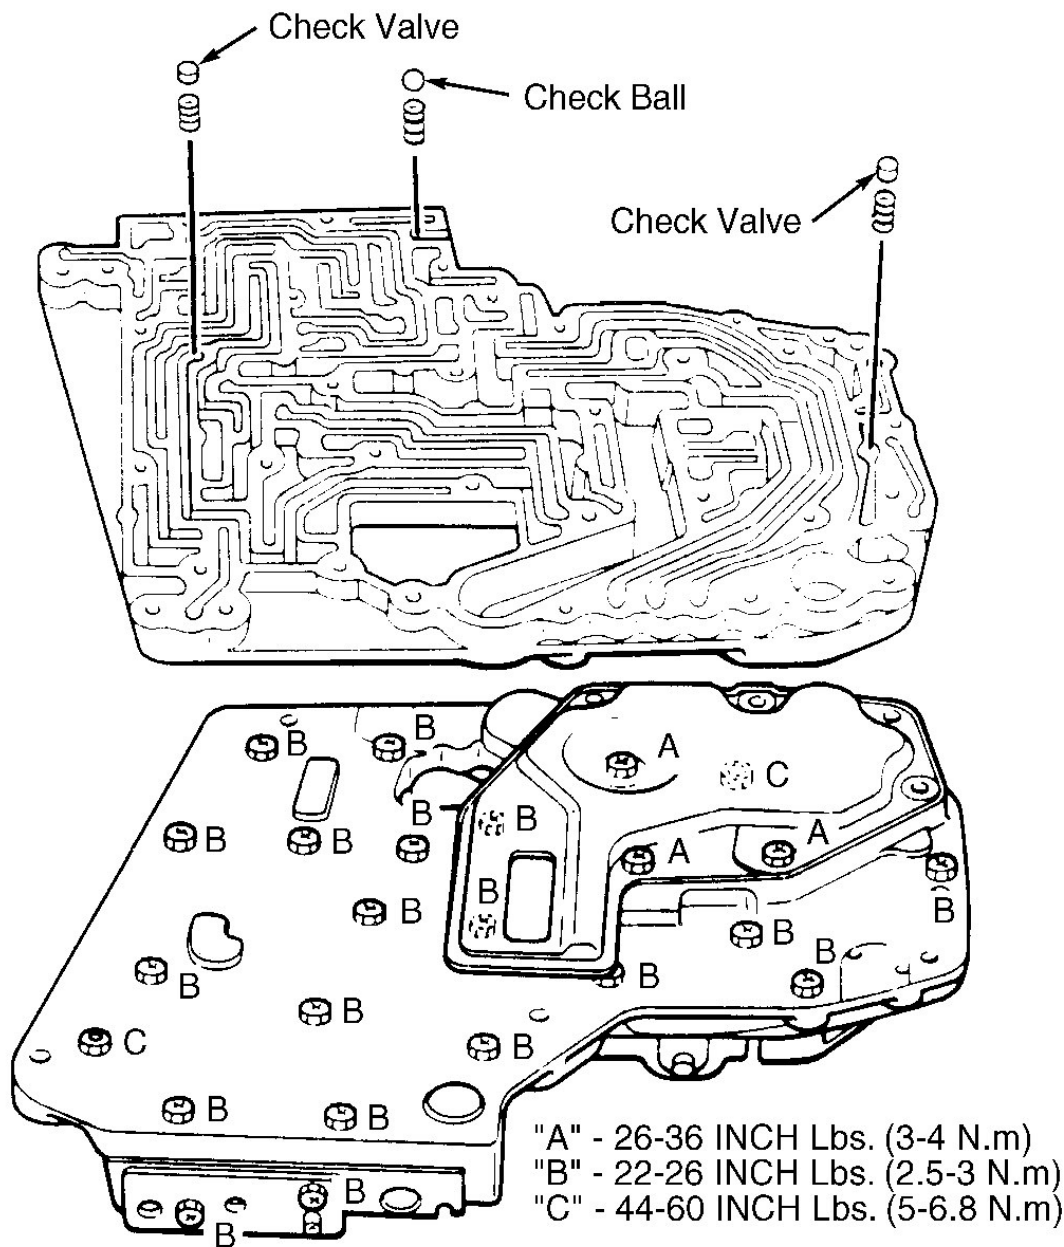 Check Valve
Check Ball
Check Valve
B
B
A
C
B
B
B
B
A
A
B
B
B
B
B
B
B
B
B
C
B
B
B
B
B
"A" - 26-36 INCH Lbs. (3-4 N.m)
"B" - 22-26 INCH Lbs. (2.5-3 N.m)
"C" - 44-60 INCH Lbs. (5-6.8 N.m)